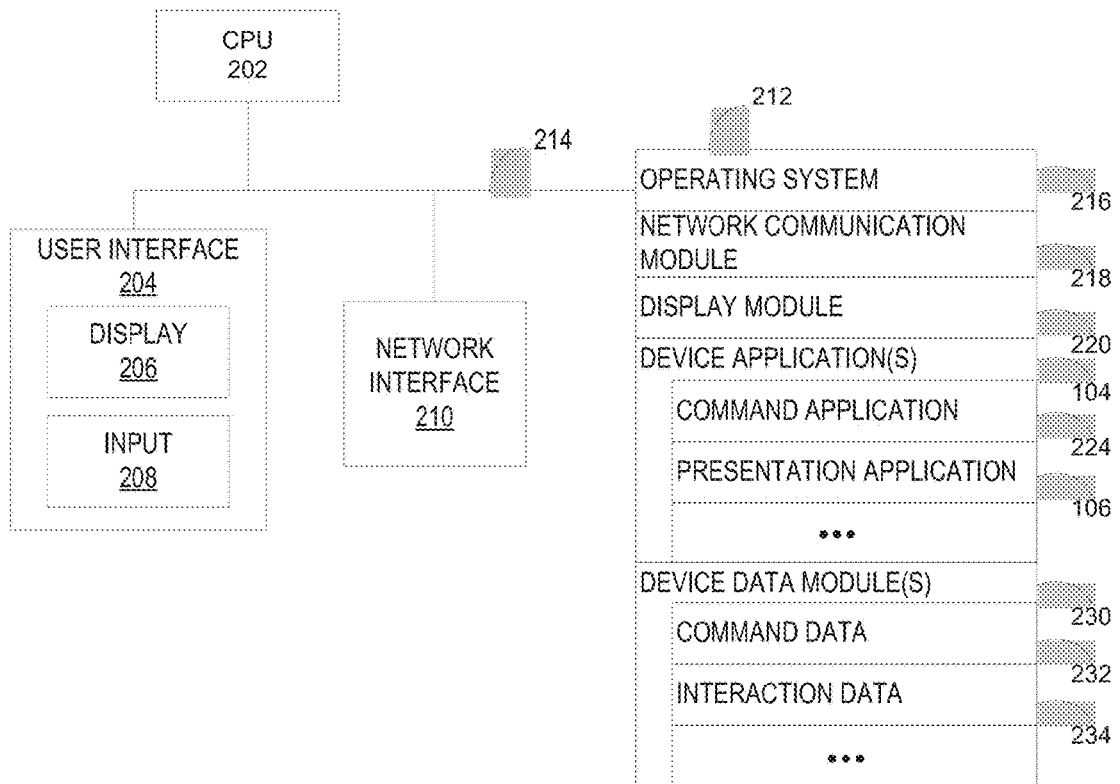 CPU
202
212
214
OPERATING SYSTEM
216
NETWORK COMMUNICATION
MODULE
218
DISPLAY MODULE
220
DEVICE APPLICATION(S)
104
COMMAND APPLICATION
224
PRESENTATION APPLICATION
106
•••
DEVICE DATA MODULE(S)
230
COMMAND DATA
232
INTERACTION DATA
234
•••
USER INTERFACE
204
DISPLAY
206
INPUT
208
NETWORK
INTERFACE
210